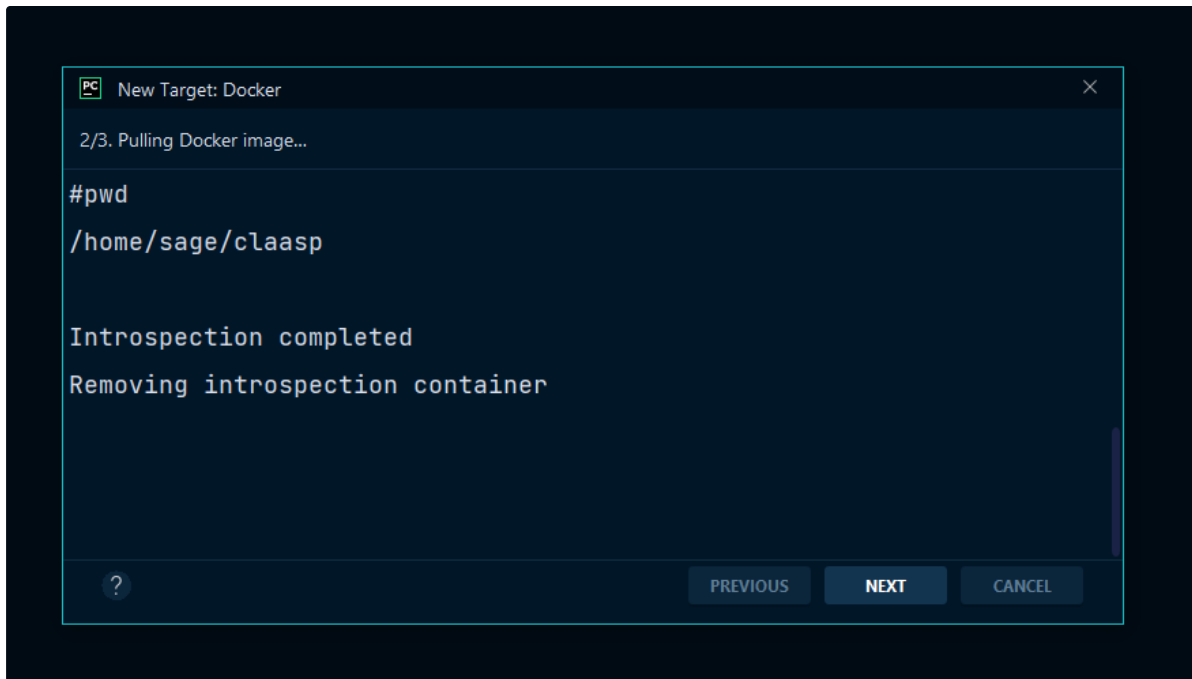 PC New Target: Docker
2/3. Pulling Docker image...
#pwd
/home/sage/claasp
Introspection completed
Removing introspection container
? PREVIOUS NEXT CANCEL